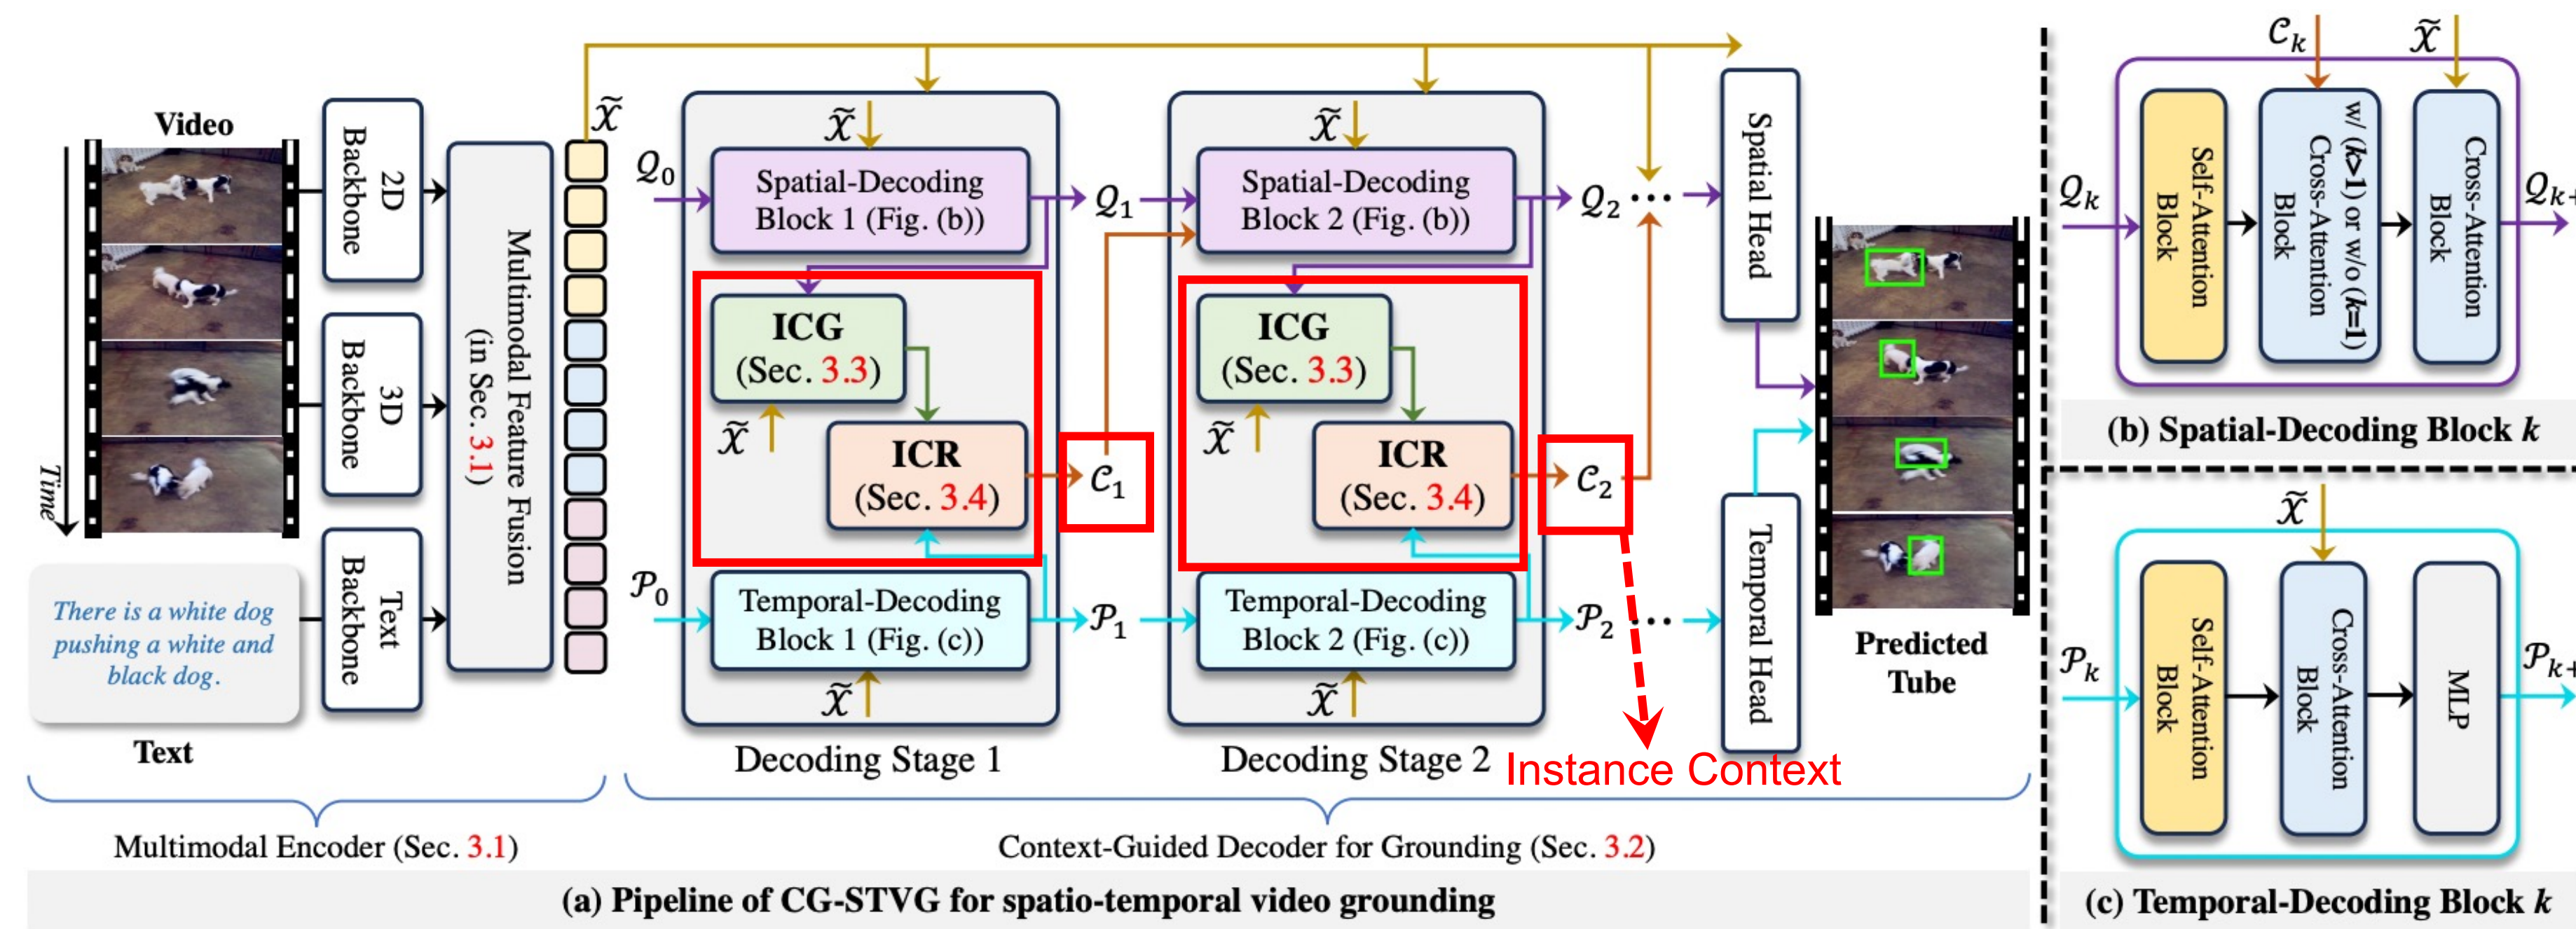 Video
Time
There is a white dog
pushing a white and
black dog.
Text
2D
Backbone
3D
Backbone
Text
Backbone
Multimodal Feature Fusion
(in Sec. 3.1)
Multimodal Encoder (Sec. 3.1)
𝒳̃
𝒬₀
𝒳̃
Spatial-Decoding
Block 1 (Fig. (b))
𝒬₁
ICG
(Sec. 3.3)
𝒳̃
ICR
(Sec. 3.4)
𝒞₁
𝒫₀
Temporal-Decoding
Block 1 (Fig. (c))
𝒫₁
𝒳̃
Decoding Stage 1
𝒳̃
Spatial-Decoding
Block 2 (Fig. (b))
𝒬₂ ···
ICG
(Sec. 3.3)
𝒳̃
ICR
(Sec. 3.4)
𝒞₂
Temporal-Decoding
Block 2 (Fig. (c))
𝒫₂ ···
𝒳̃
Decoding Stage 2
Instance Context
Spatial Head
Temporal Head
Predicted
Tube
Context-Guided Decoder for Grounding (Sec. 3.2)
(a) Pipeline of CG-STVG for spatio-temporal video grounding
𝒞ₖ
𝒳̃
𝒬ₖ
Self-Attention
Block
w/ (k>1) or w/o (k=1)
Cross-Attention
Block
Cross-Attention
Block
𝒬ₖ₊
(b) Spatial-Decoding Block k
𝒳̃
𝒫ₖ
Self-Attention
Block
Cross-Attention
Block
MLP
𝒫ₖ₊
(c) Temporal-Decoding Block k